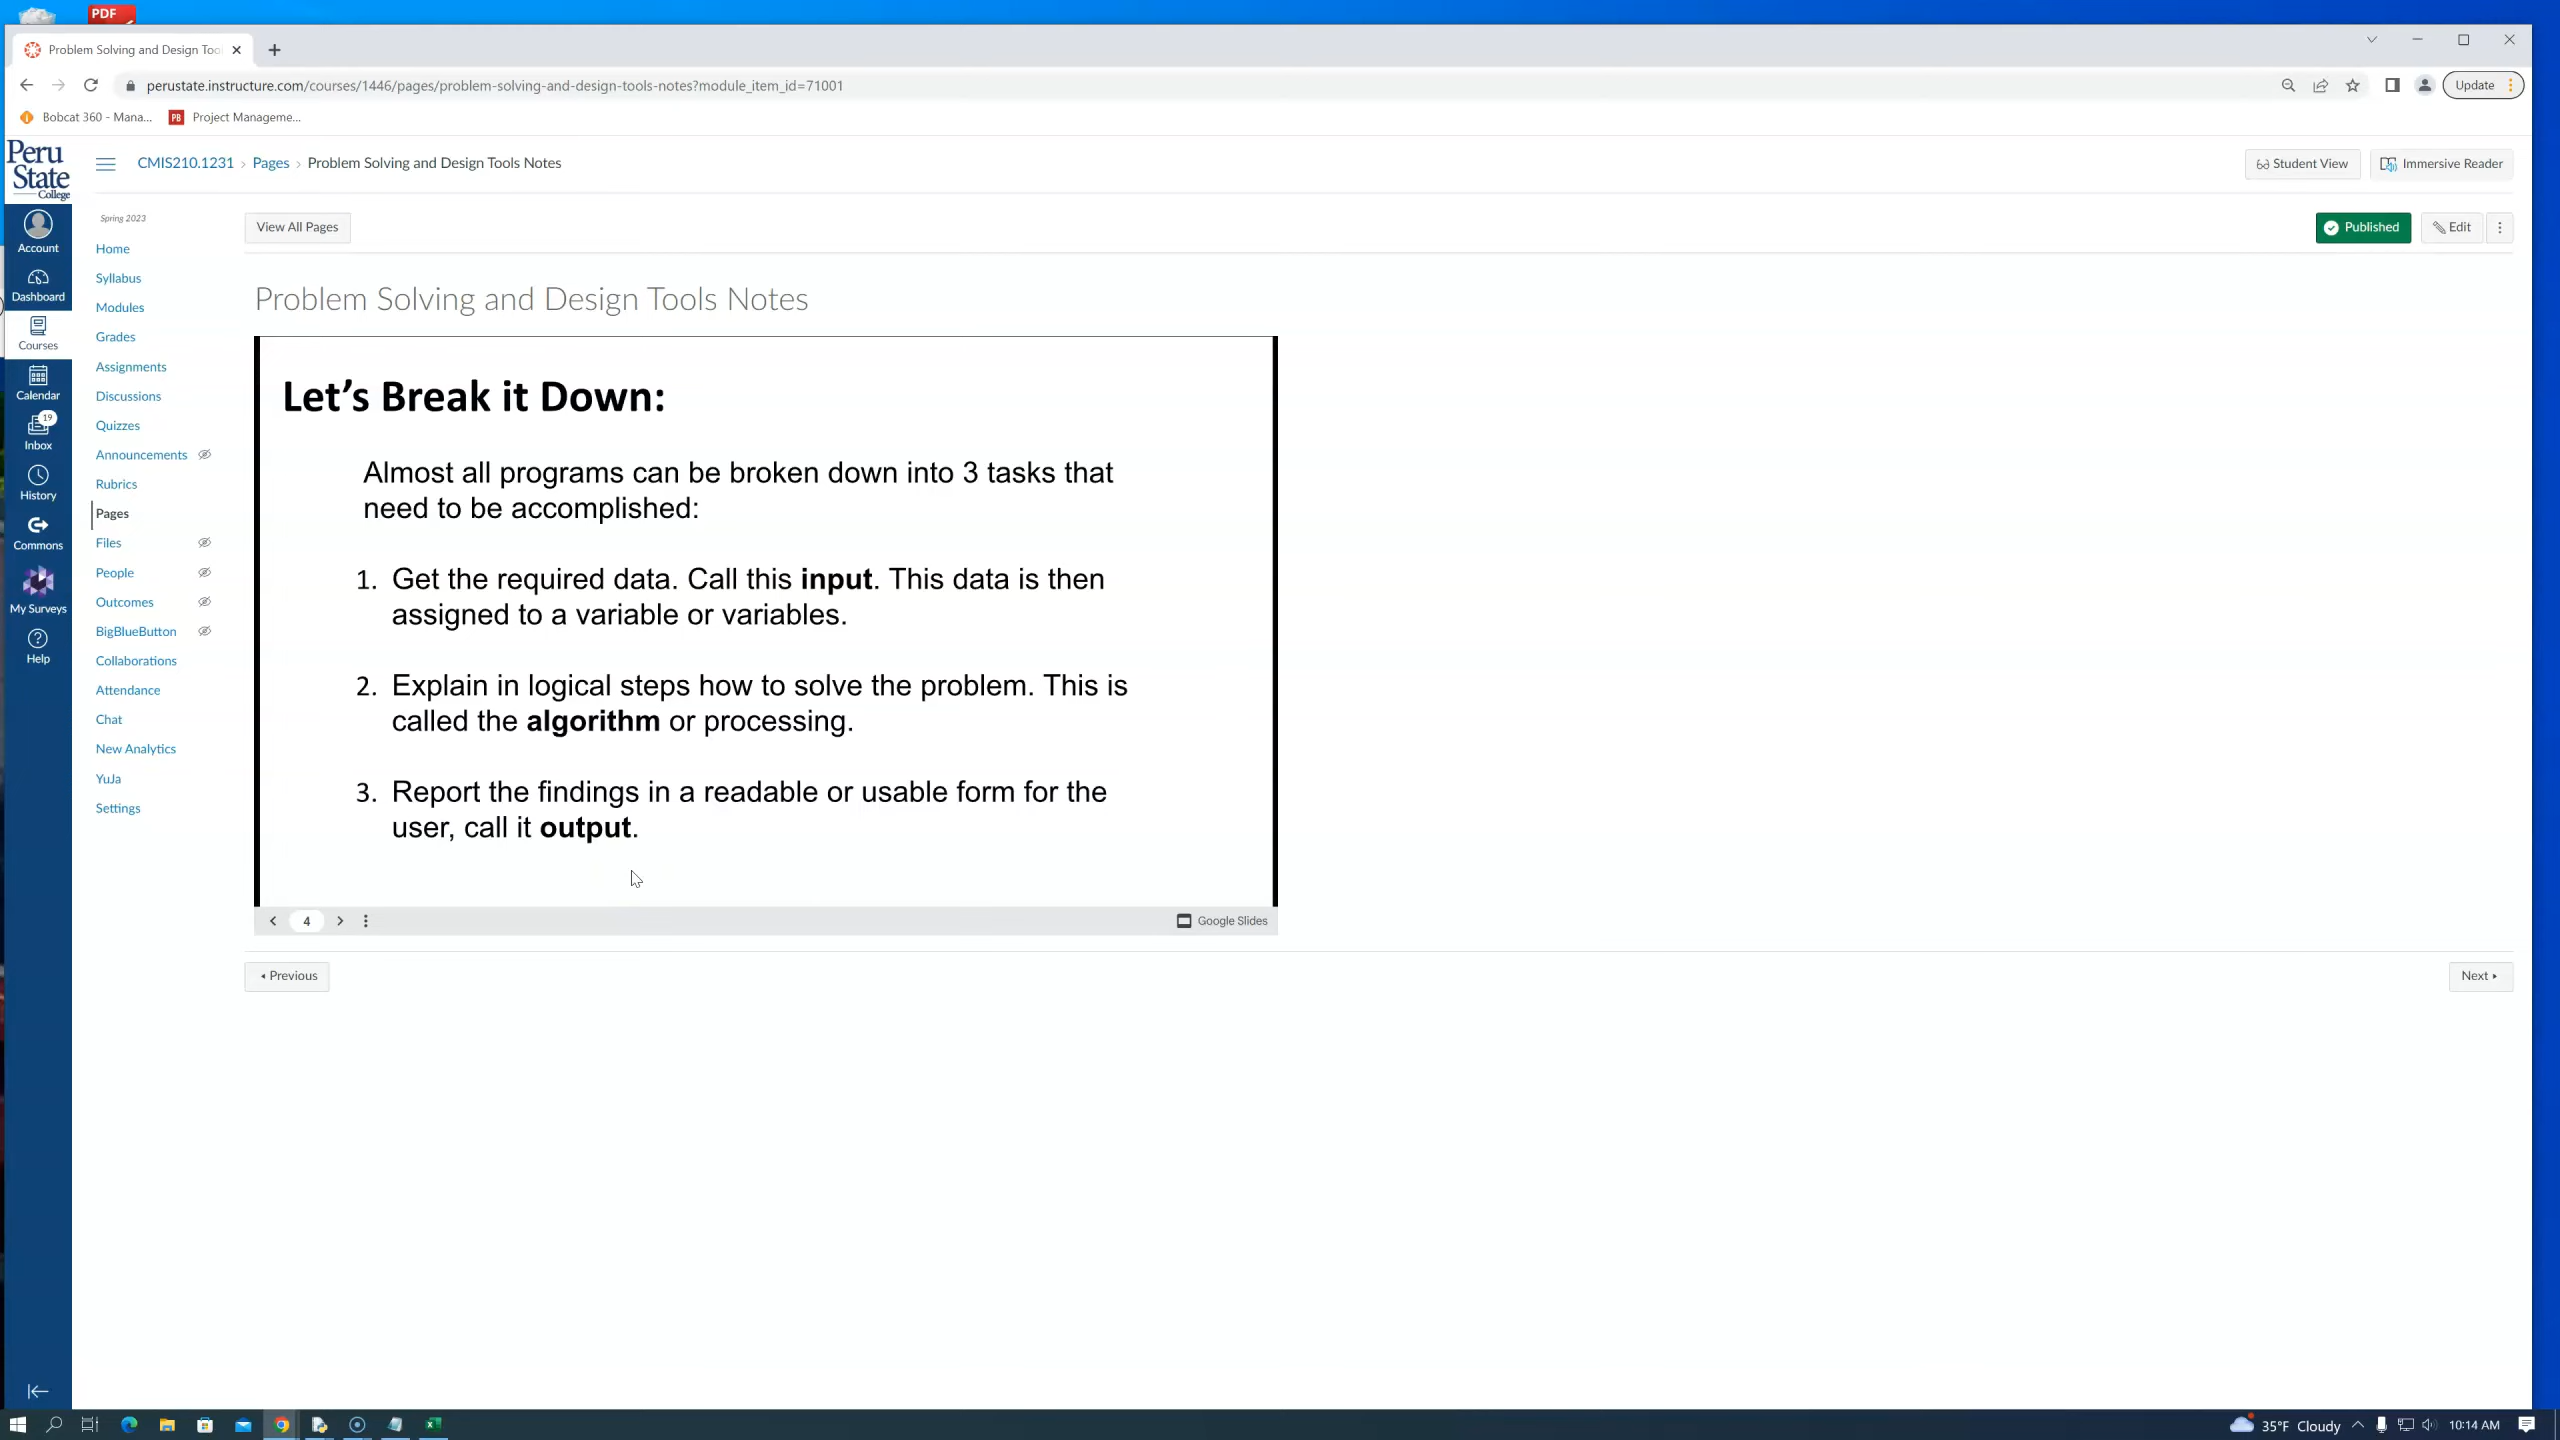 PDF
Problem Solving and Design Too
perustate.instructure.com/courses/1446/pages/problem-solving-and-design-tools-notes?module_item_id=71001
Update
Bobcat 360 - Mana...
PB
Project Manageme...
Peru State College
CMIS210.1231 › Pages › Problem Solving and Design Tools Notes
Student View
Immersive Reader
Account
Dashboard
Courses
Calendar
19
Inbox
History
Commons
My Surveys
Help
Spring 2023
Home
Syllabus
Modules
Grades
Assignments
Discussions
Quizzes
Announcements
Rubrics
Pages
Files
People
Outcomes
BigBlueButton
Collaborations
Attendance
Chat
New Analytics
YuJa
Settings
View All Pages
Published
Edit
Problem Solving and Design Tools Notes
Let’s Break it Down:
Almost all programs can be broken down into 3 tasks that
need to be accomplished:
1. Get the required data. Call this input. This data is then
assigned to a variable or variables.
2. Explain in logical steps how to solve the problem. This is
called the algorithm or processing.
3. Report the findings in a readable or usable form for the
user, call it output.
4
Google Slides
Previous
Next
35°F Cloudy
10:14 AM